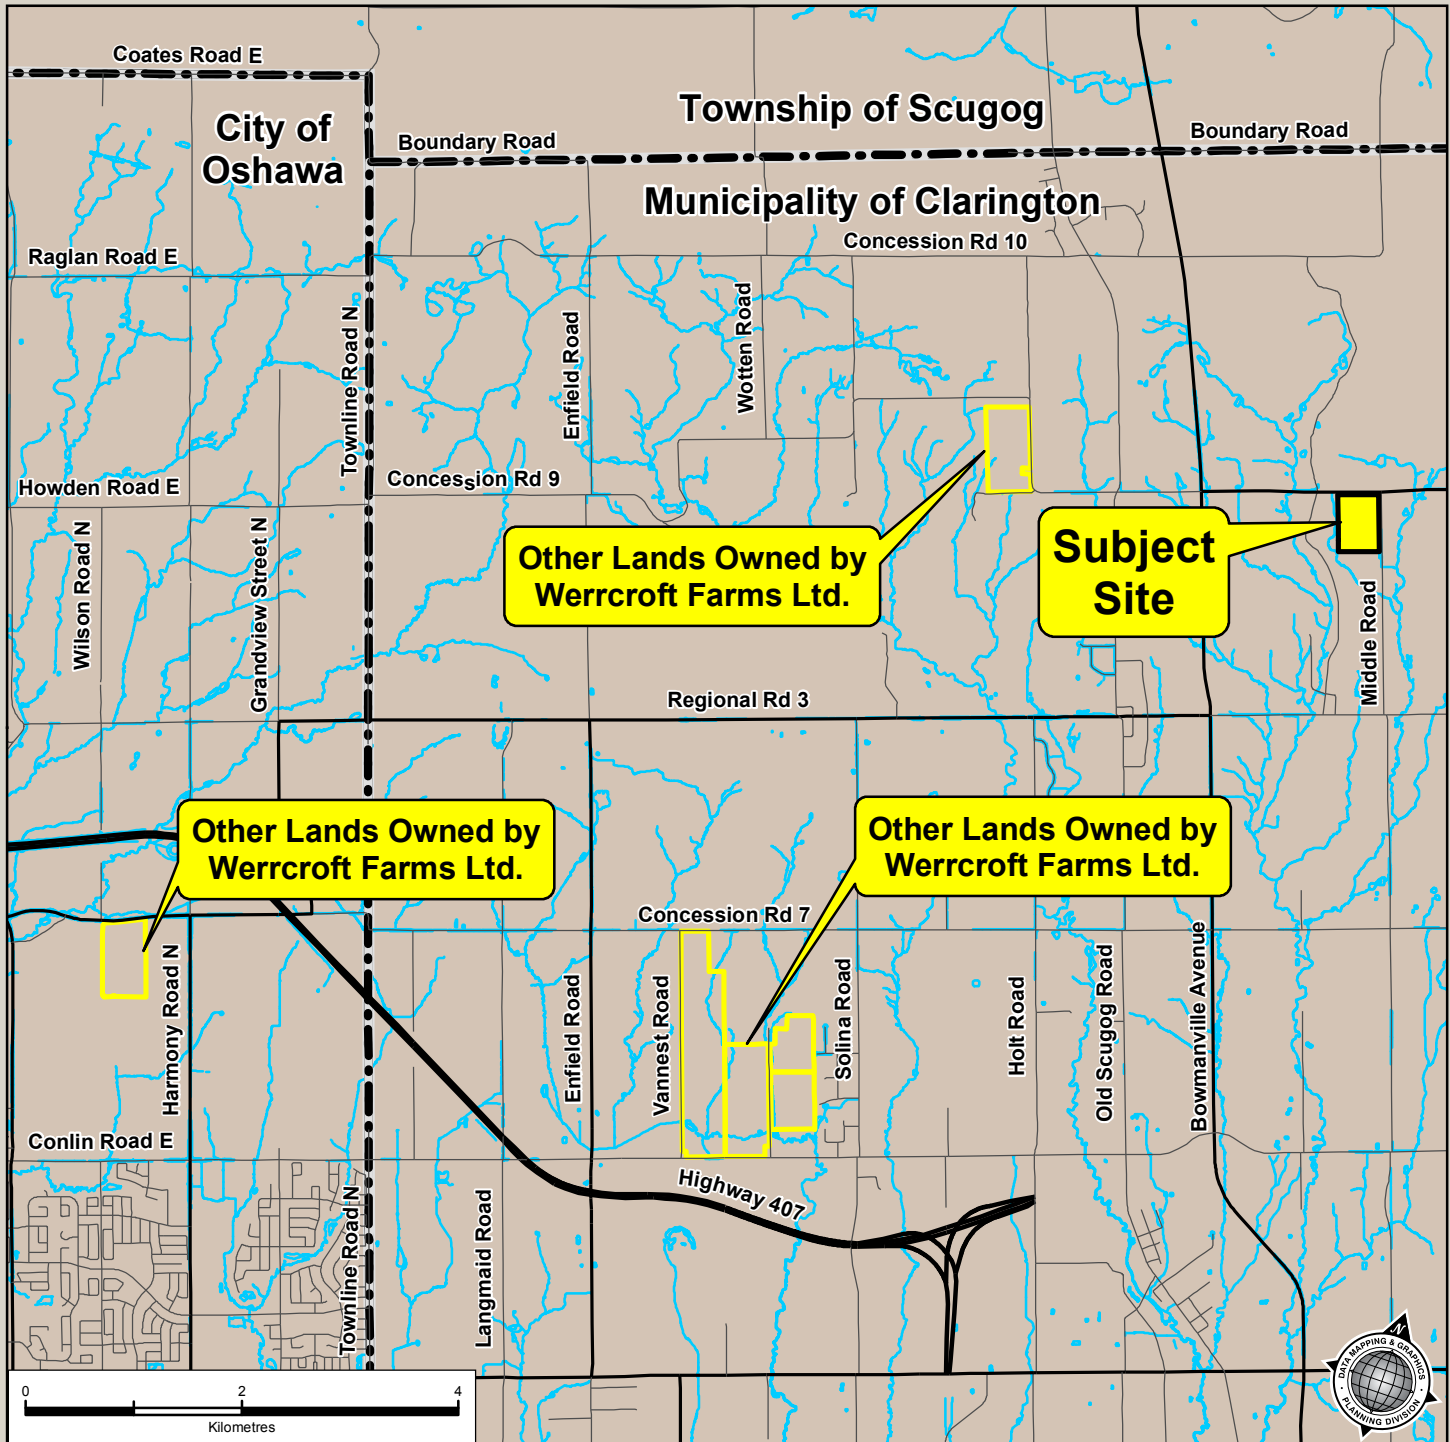 Coates Road E
City of
Oshawa
Township of Scugog
Boundary Road
Boundary Road
Municipality of Clarington
Concession Rd 10
Raglan Road E
Townline Road N
Enfield Road
Wotten Road
Concession Rd 9
Howden Road E
Wilson Road N
Grandview Street N
Other Lands Owned by
Werrcroft Farms Ltd.
Subject
Site
Middle Road
Regional Rd 3
Other Lands Owned by
Werrcroft Farms Ltd.
Other Lands Owned by
Werrcroft Farms Ltd.
Concession Rd 7
Harmony Road N
Enfield Road
Vannest Road
Solina Road
Holt Road
Old Scugog Road
Bowmanville Avenue
Conlin Road E
Highway 407
Townline Road N
Langmaid Road
0 2 4
Kilometres
N
DATA MAPPING & GRAPHICS
PLANNING DIVISION